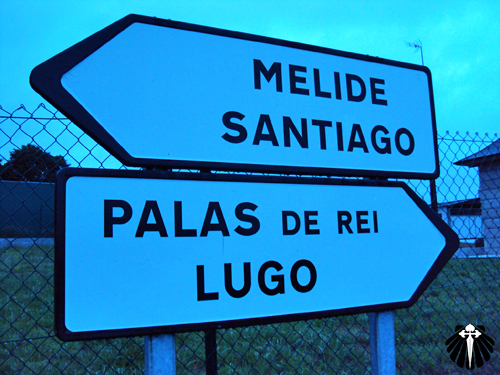 MELIDE
SANTIAGO
PALAS DE REI
LUGO